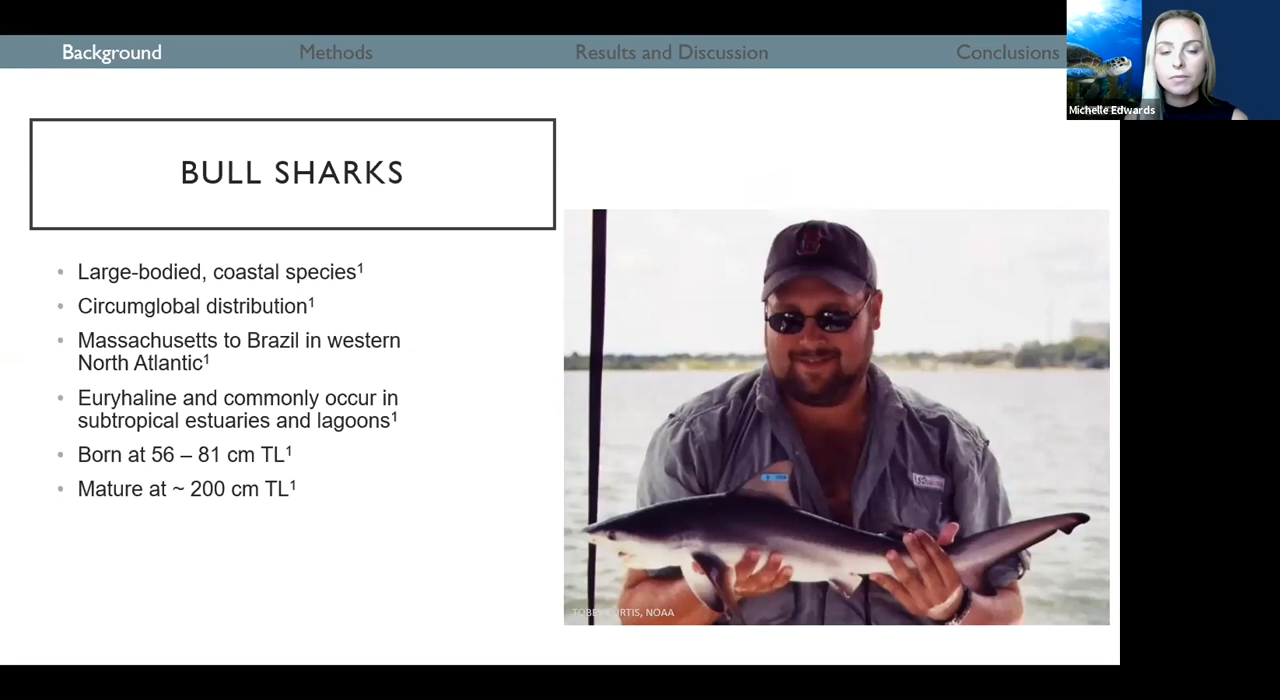 Background Methods Results and Discussion Conclusions
Michelle Edwards
BULL SHARKS
• Large-bodied, coastal species¹
• Circumglobal distribution¹
• Massachusetts to Brazil in western
North Atlantic¹
• Euryhaline and commonly occur in
subtropical estuaries and lagoons¹
• Born at 56 – 81 cm TL¹
• Mature at ~ 200 cm TL¹
TOBEY CURTIS, NOAA